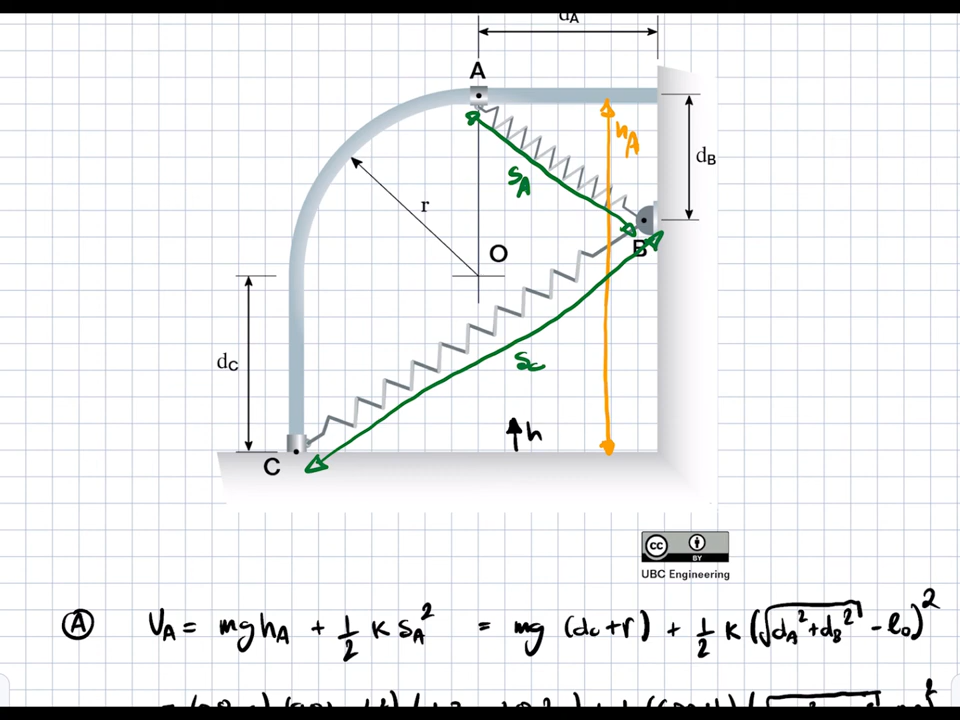 dA
A
hA
dB
sA
r
O
B
dC
sC
↑h
C
cc BY
UBC Engineering
Ⓐ VA = mghA + 1/2 K sA² = mg (dc+r) + 1/2 K (√(dA²+dB²) - l₀)²